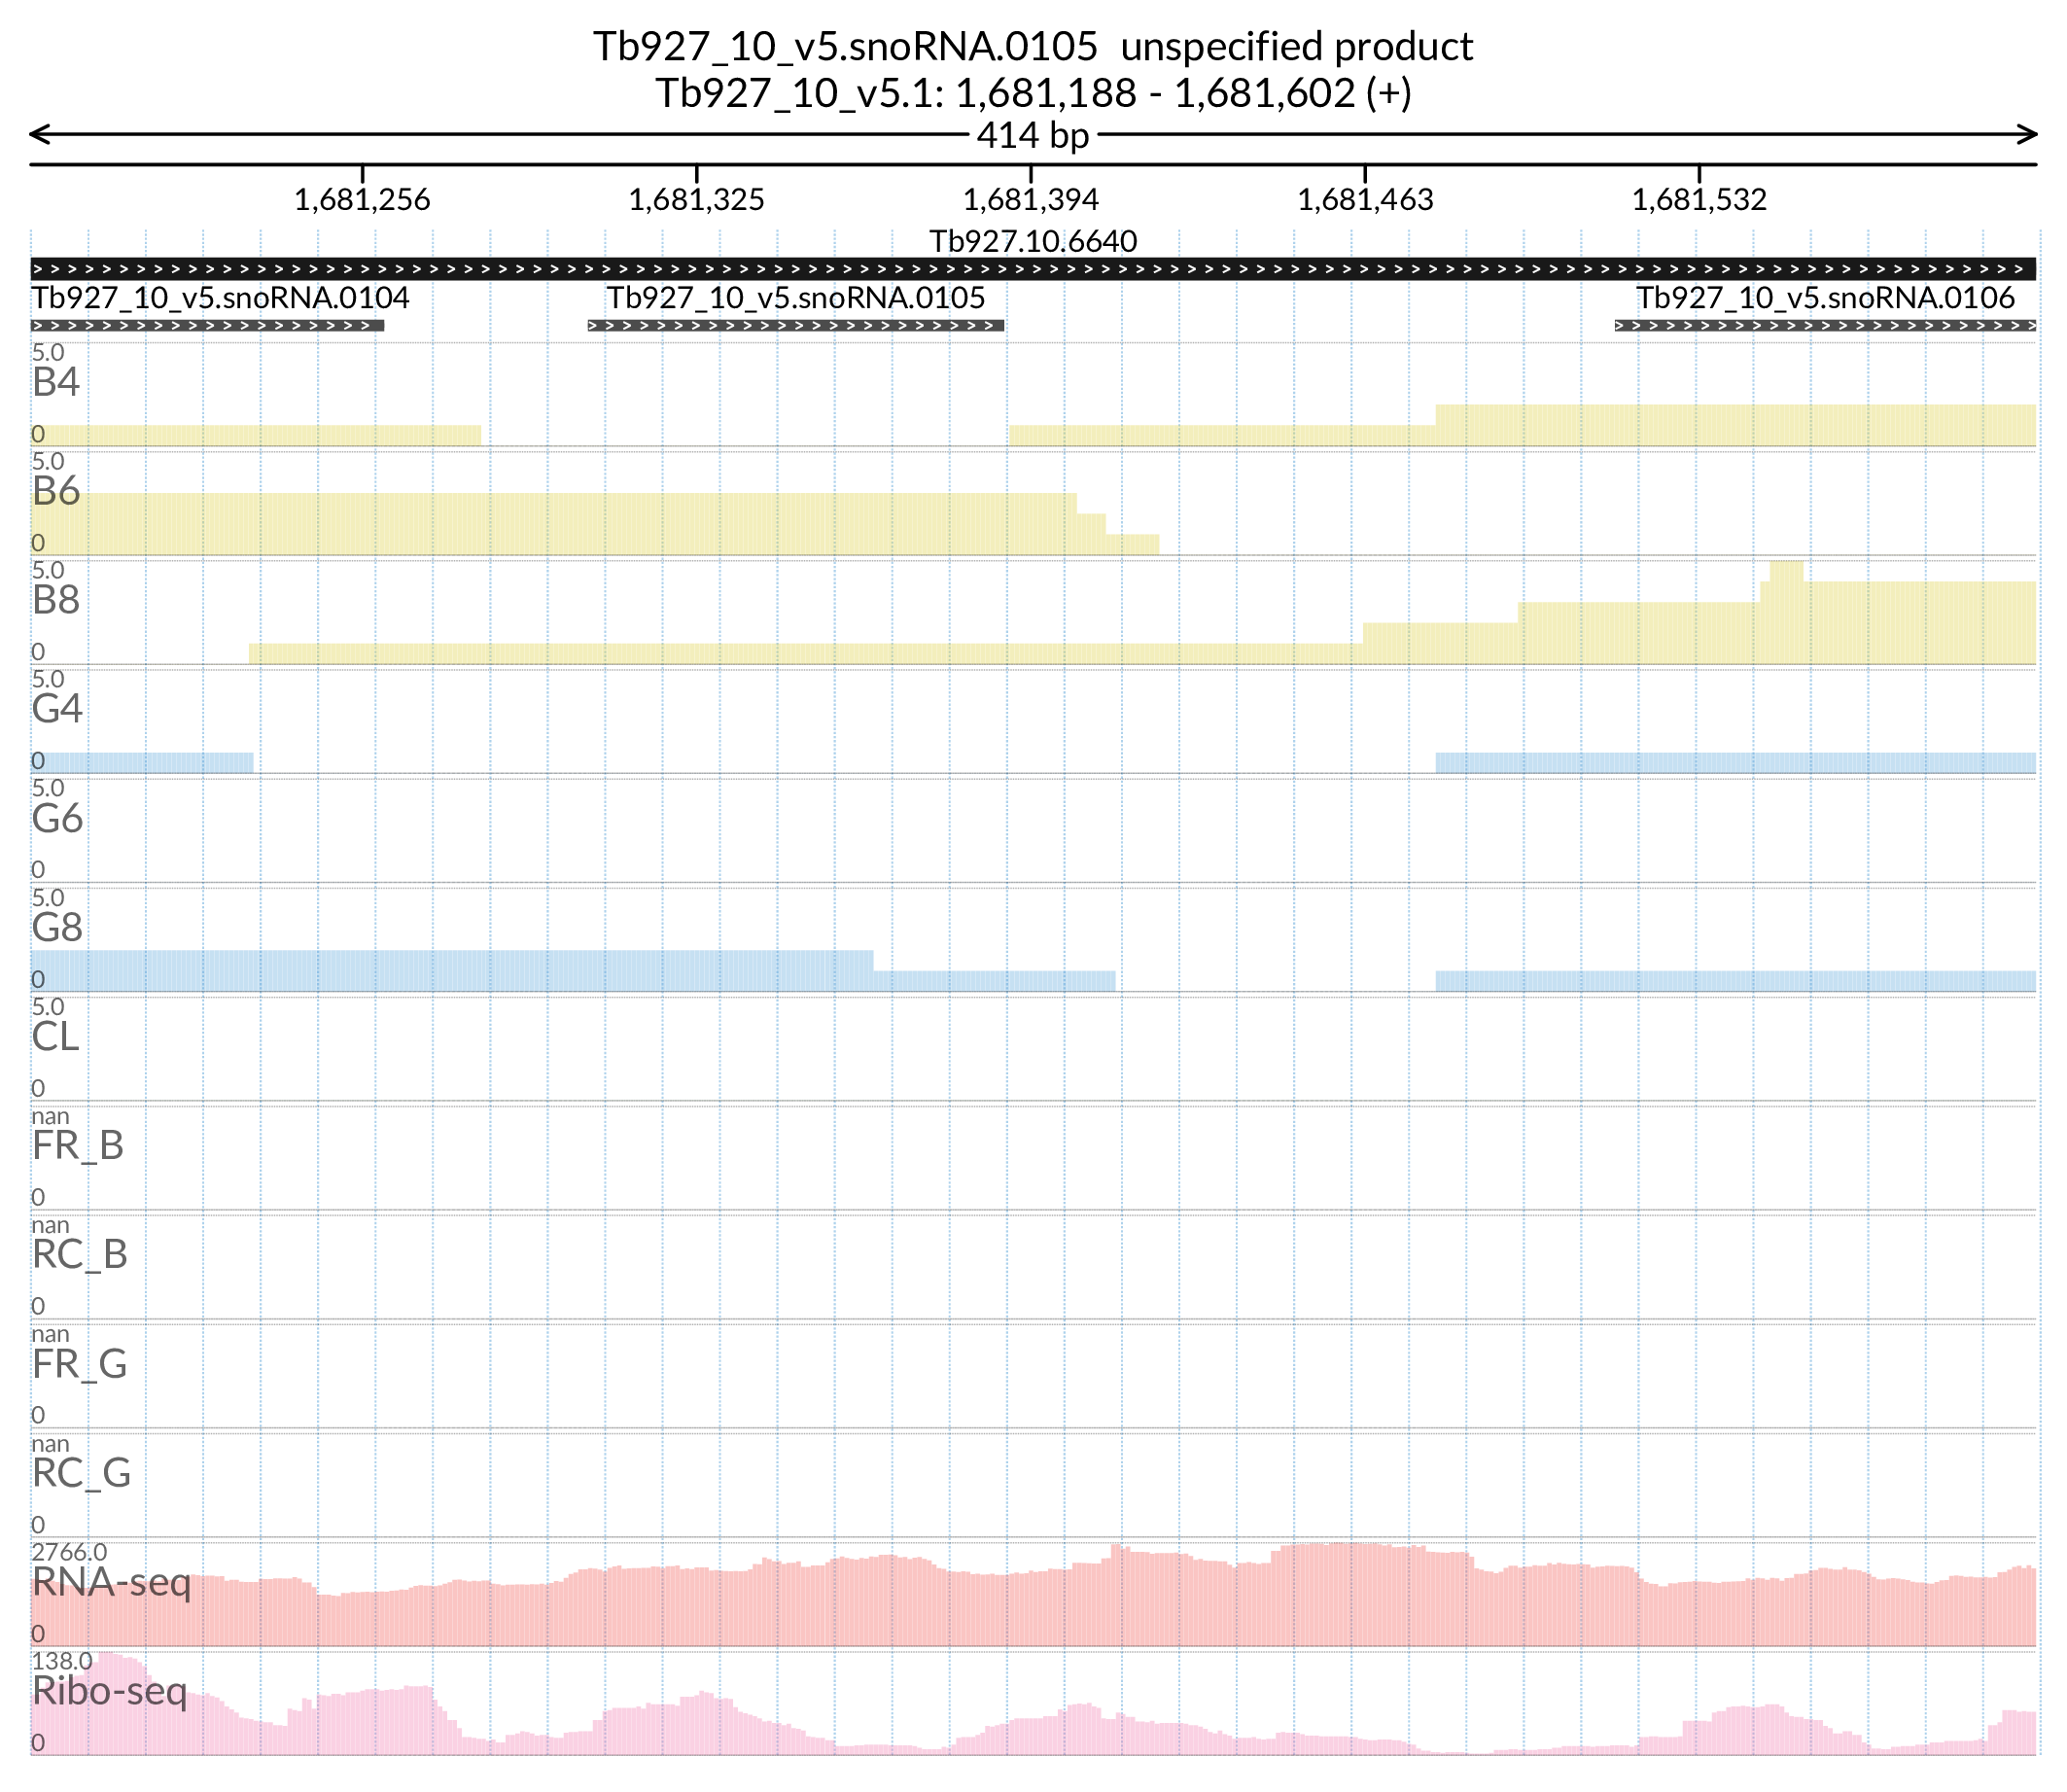 Tb927_10_v5.snoRNA.0105 unspecified product
Tb927_10_v5.1: 1,681,188 - 1,681,602 (+)
414 bp
1,681,256 1,681,325 1,681,394 1,681,463 1,681,532
Tb927.10.6640
Tb927_10_v5.snoRNA.0104 Tb927_10_v5.snoRNA.0105 Tb927_10_v5.snoRNA.0106
5.0
B4
0
5.0
B6
0
5.0
B8
0
5.0
G4
0
5.0
G6
0
5.0
G8
0
5.0
CL
0
nan
FR_B
0
nan
RC_B
0
nan
FR_G
0
nan
RC_G
0
2766.0
RNA-seq
0
138.0
Ribo-seq
0